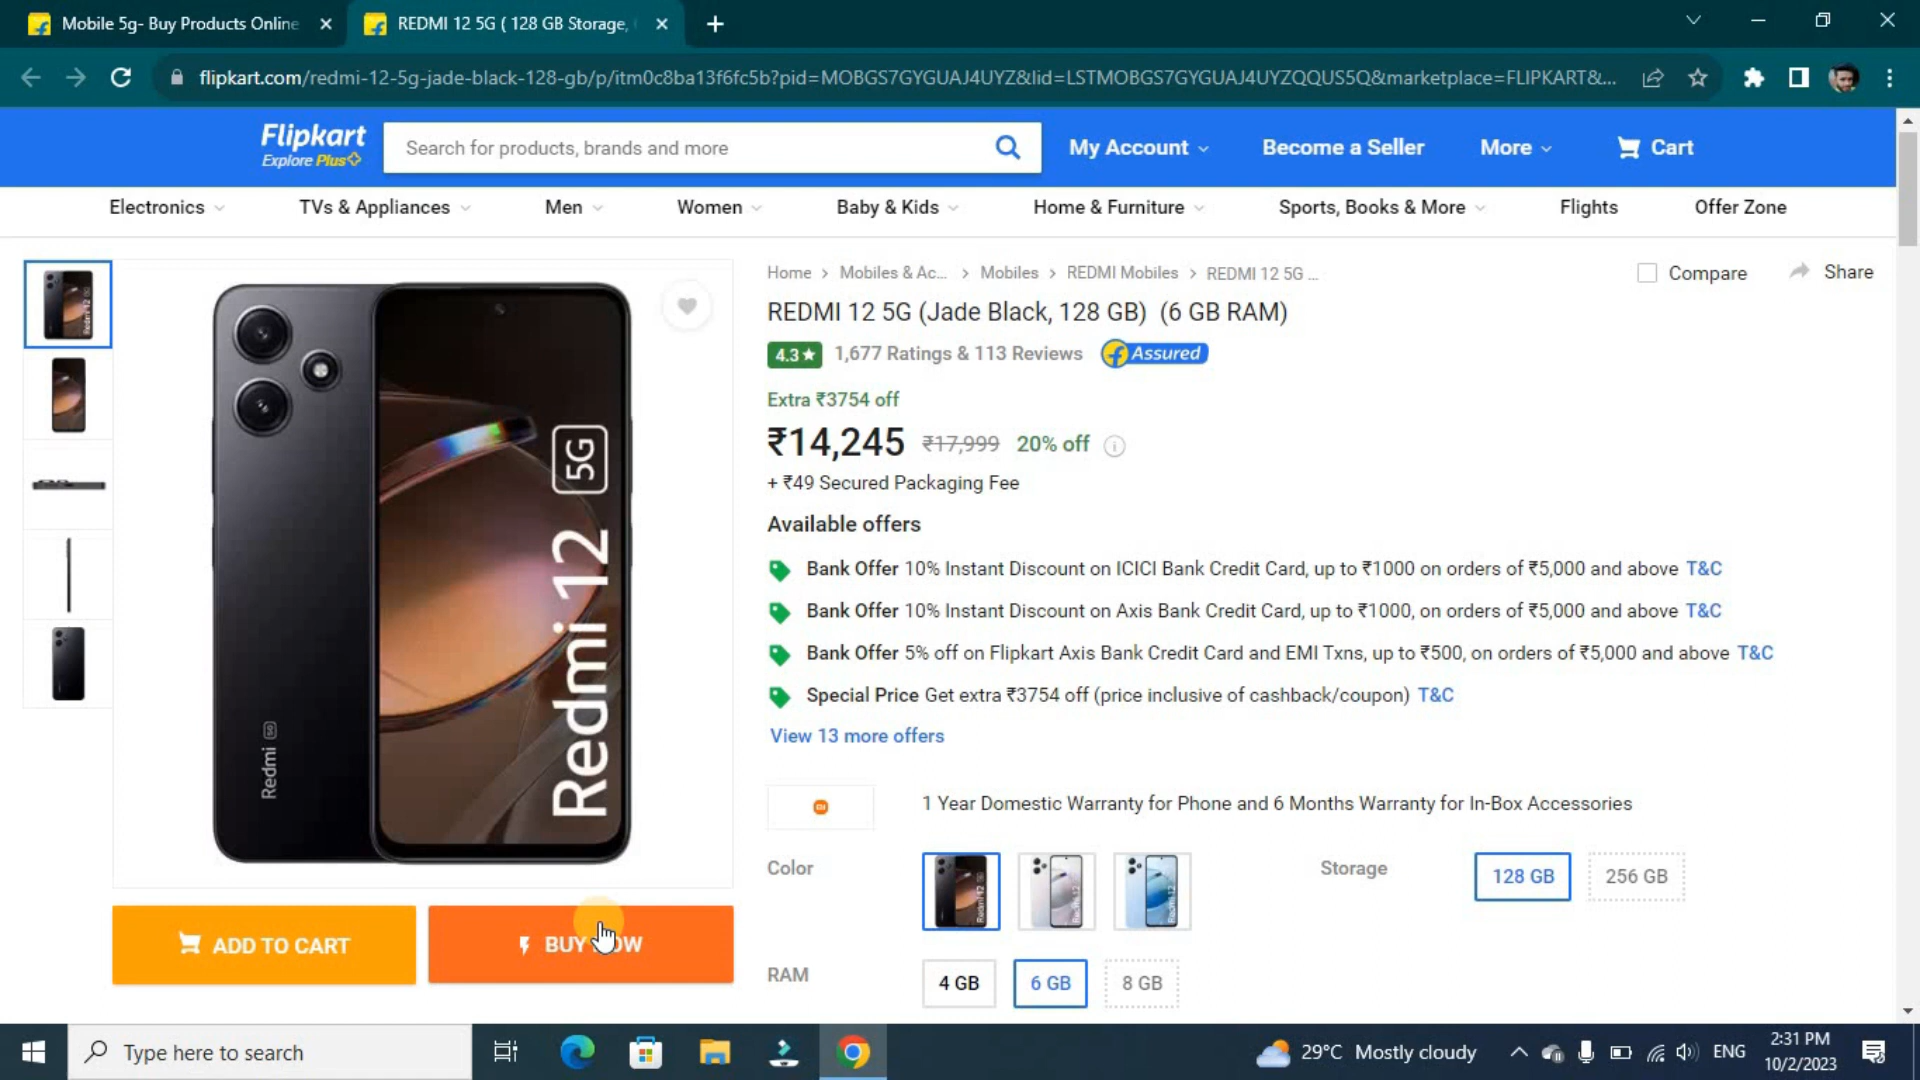 Mobile 5g- Buy Products Online
REDMI 12 5G ( 128 GB Storage,
flipkart.com/redmi-12-5g-jade-black-128-gb/p/itm0c8ba13f6fc5b?pid=MOBGS7GYGUAJ4UYZ&lid=LSTMOBGS7GYGUAJ4UYZQQUS5Q&marketplace=FLIPKART&...
Flipkart
Explore Plus
Search for products, brands and more
My Account
Become a Seller
More
Cart
Electronics
TVs & Appliances
Men
Women
Baby & Kids
Home & Furniture
Sports, Books & More
Flights
Offer Zone
Home > Mobiles & Ac... > Mobiles > REDMI Mobiles > REDMI 12 5G ...
Compare
Share
REDMI 12 5G (Jade Black, 128 GB) (6 GB RAM)
4.3★ 1,677 Ratings & 113 Reviews
Assured
Extra ₹3754 off
₹14,245 ₹17,999 20% off
+ ₹49 Secured Packaging Fee
Available offers
Bank Offer 10% Instant Discount on ICICI Bank Credit Card, up to ₹1000 on orders of ₹5,000 and above T&C
Bank Offer 10% Instant Discount on Axis Bank Credit Card, up to ₹1000, on orders of ₹5,000 and above T&C
Bank Offer 5% off on Flipkart Axis Bank Credit Card and EMI Txns, up to ₹500, on orders of ₹5,000 and above T&C
Special Price Get extra ₹3754 off (price inclusive of cashback/coupon) T&C
View 13 more offers
1 Year Domestic Warranty for Phone and 6 Months Warranty for In-Box Accessories
Color
Storage
128 GB
256 GB
RAM
4 GB
6 GB
8 GB
Redmi 12 5G
Redmi 5G
ADD TO CART
BUY NOW
Type here to search
29°C Mostly cloudy
ENG
2:31 PM
10/2/2023